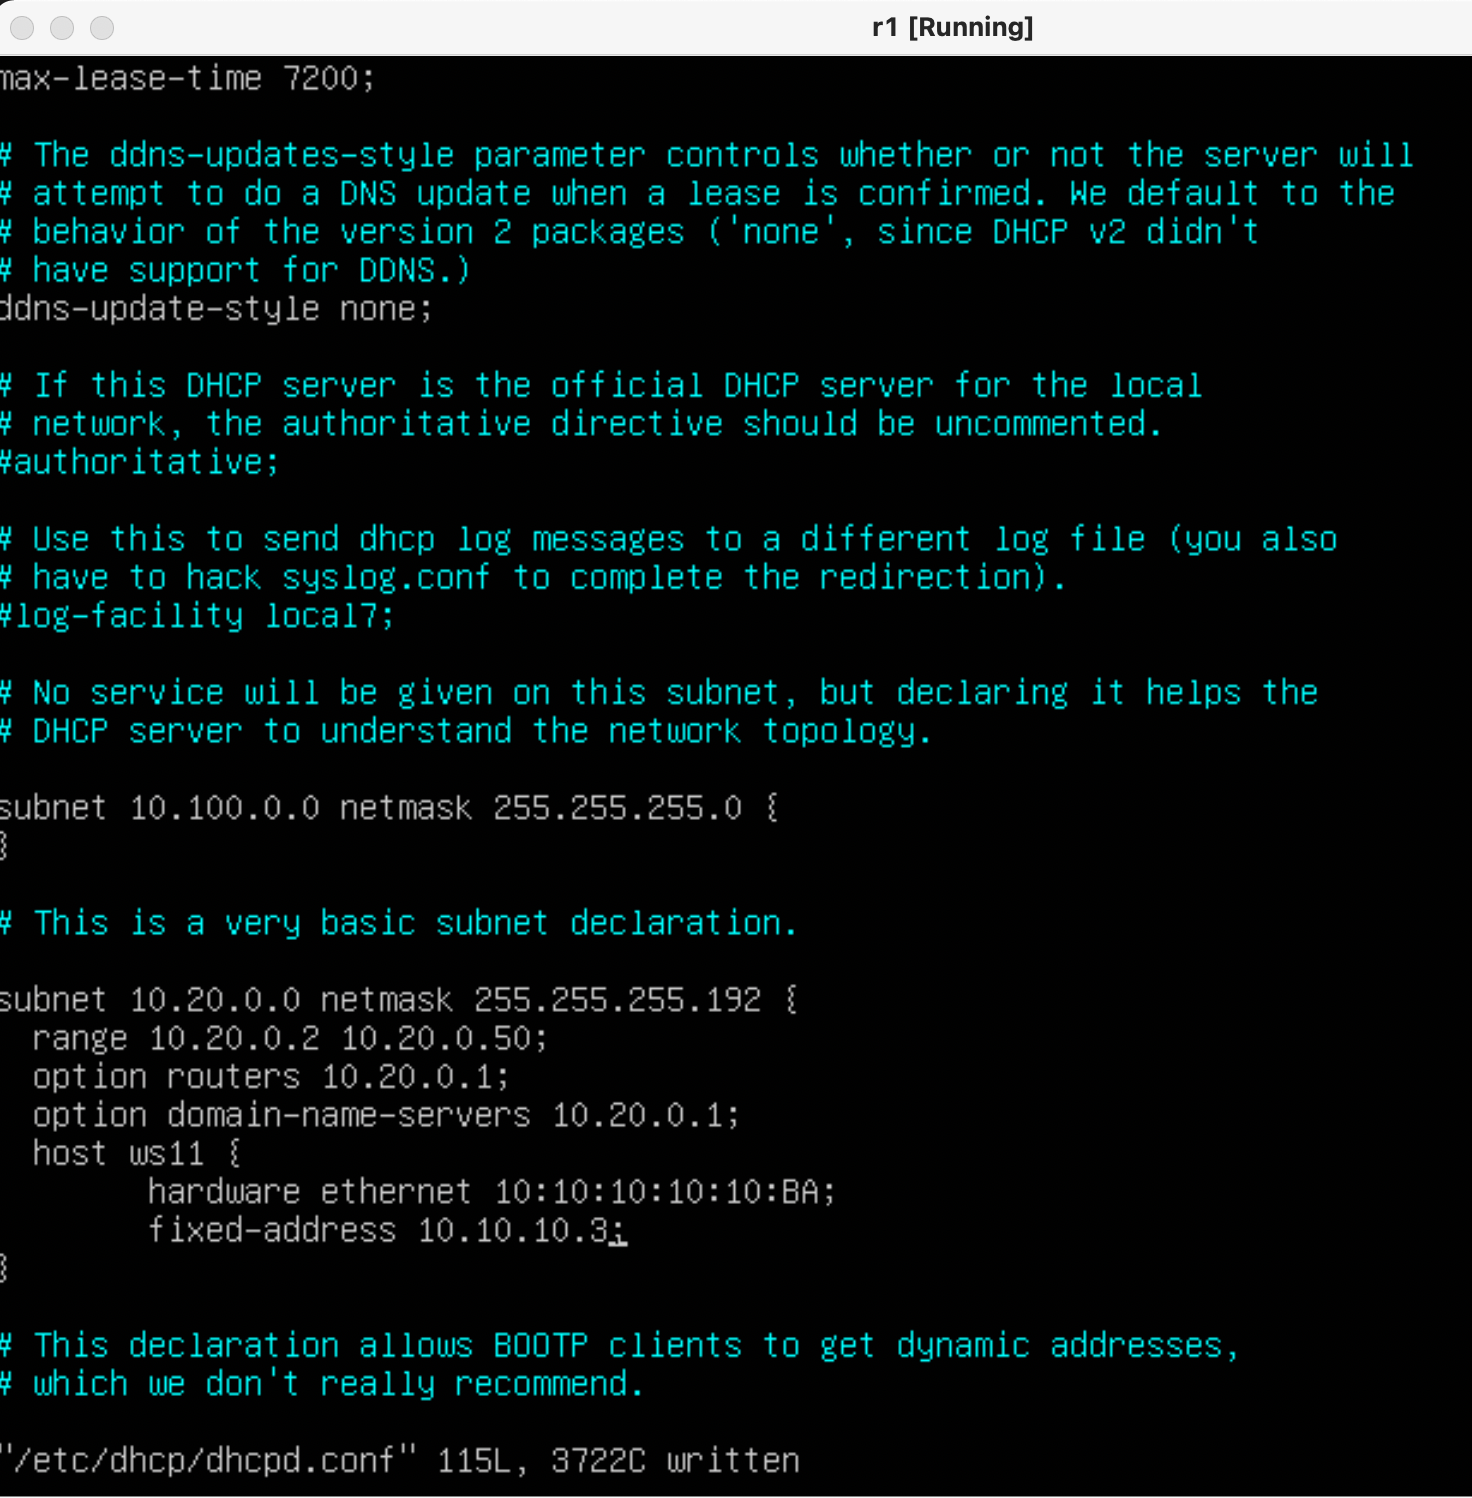 r1 [Running]
max-lease-time 7200;
# The ddns-updates-style parameter controls whether or not the server will
# attempt to do a DNS update when a lease is confirmed. We default to the
# behavior of the version 2 packages ('none', since DHCP v2 didn't
# have support for DDNS.)
ddns-update-style none;
# If this DHCP server is the official DHCP server for the local
# network, the authoritative directive should be uncommented.
#authoritative;
# Use this to send dhcp log messages to a different log file (you also
# have to hack syslog.conf to complete the redirection).
#log-facility local7;
# No service will be given on this subnet, but declaring it helps the
# DHCP server to understand the network topology.
subnet 10.100.0.0 netmask 255.255.255.0 {
}
# This is a very basic subnet declaration.
subnet 10.20.0.0 netmask 255.255.255.192 {
  range 10.20.0.2 10.20.0.50;
  option routers 10.20.0.1;
  option domain-name-servers 10.20.0.1;
  host ws11 {
        hardware ethernet 10:10:10:10:10:BA;
        fixed-address 10.10.10.3;
}
# This declaration allows BOOTP clients to get dynamic addresses,
# which we don't really recommend.
"/etc/dhcp/dhcpd.conf" 115L, 3722C written